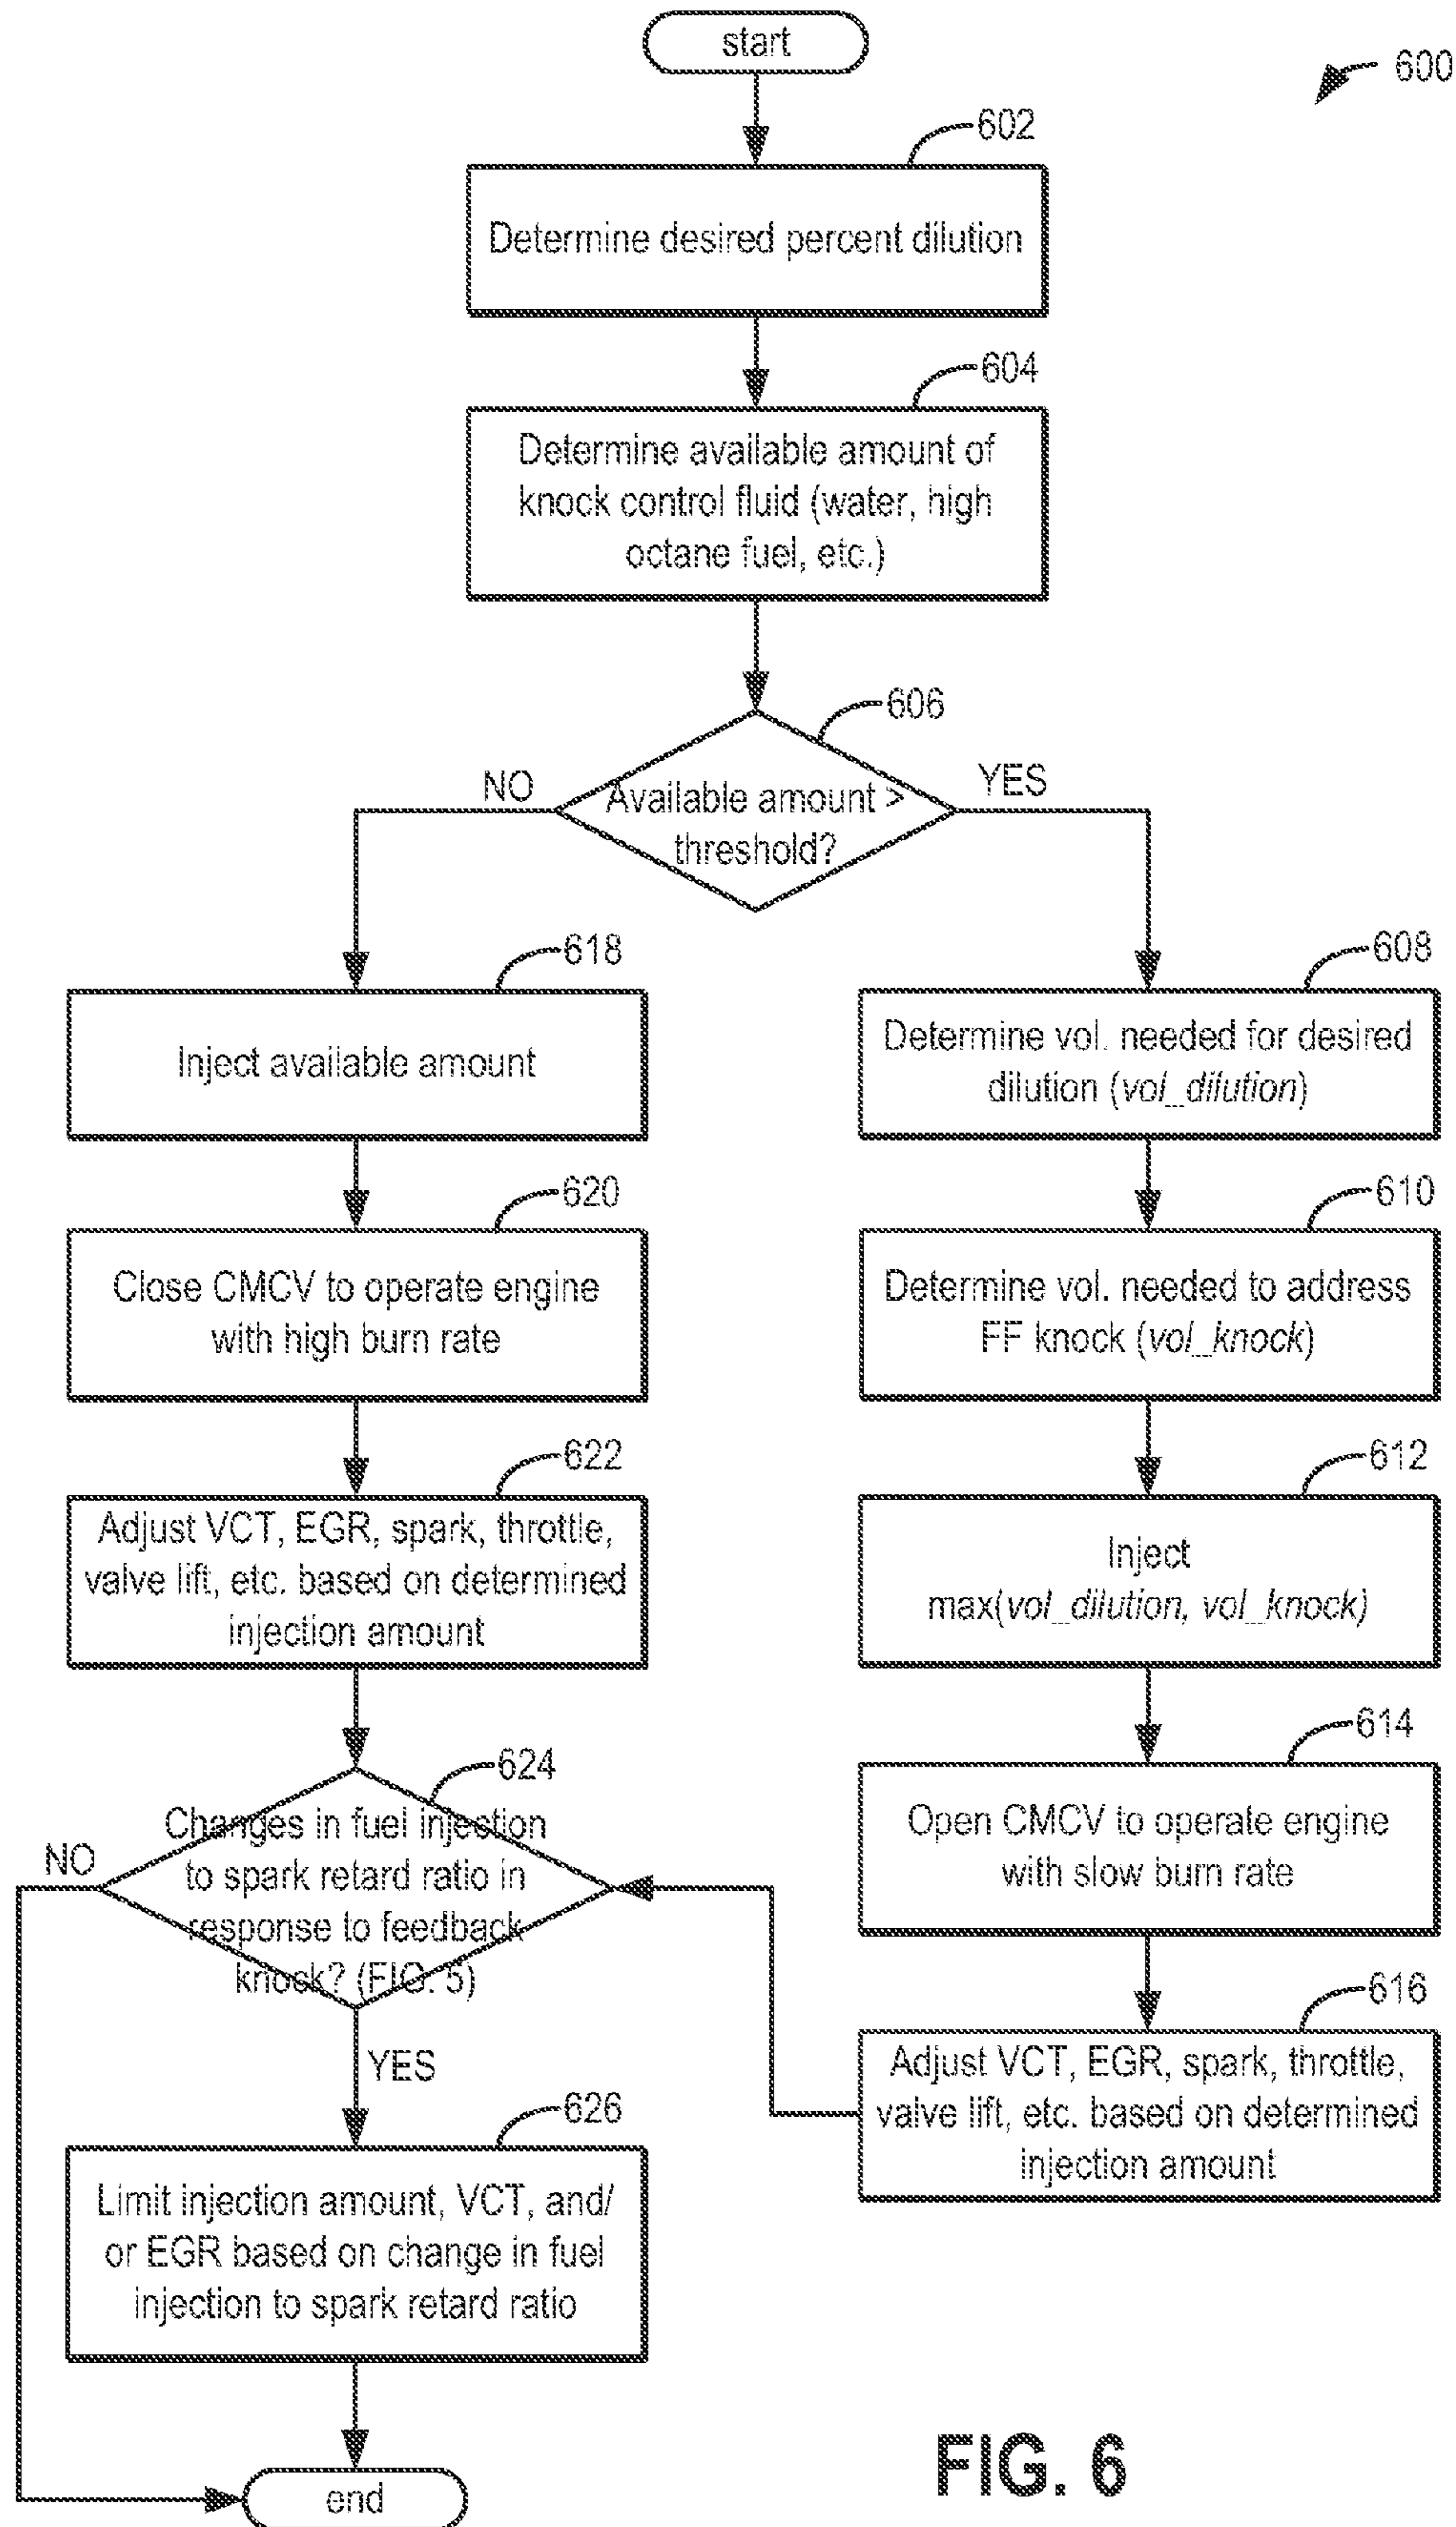 start
600
602
Determine desired percent dilution
604
Determine available amount of
knock control fluid (water, high
octane fuel, etc.)
606
NO
YES
Available amount >
threshold?
618
Inject available amount
620
Close CMCV to operate engine
with high burn rate
622
Adjust VCT, EGR, spark, throttle,
valve lift, etc. based on determined
injection amount
624
Changes in fuel injection
to spark retard ratio in
response to feedback
knock? (FIG. 5)
NO
YES
626
Limit injection amount, VCT, and/
or EGR based on change in fuel
injection to spark retard ratio
end
608
Determine vol. needed for desired
dilution (vol_dilution)
610
Determine vol. needed to address
FF knock (vol_knock)
612
Inject
max(vol_dilution, vol_knock)
614
Open CMCV to operate engine
with slow burn rate
616
Adjust VCT, EGR, spark, throttle,
valve lift, etc. based on determined
injection amount
FIG. 6